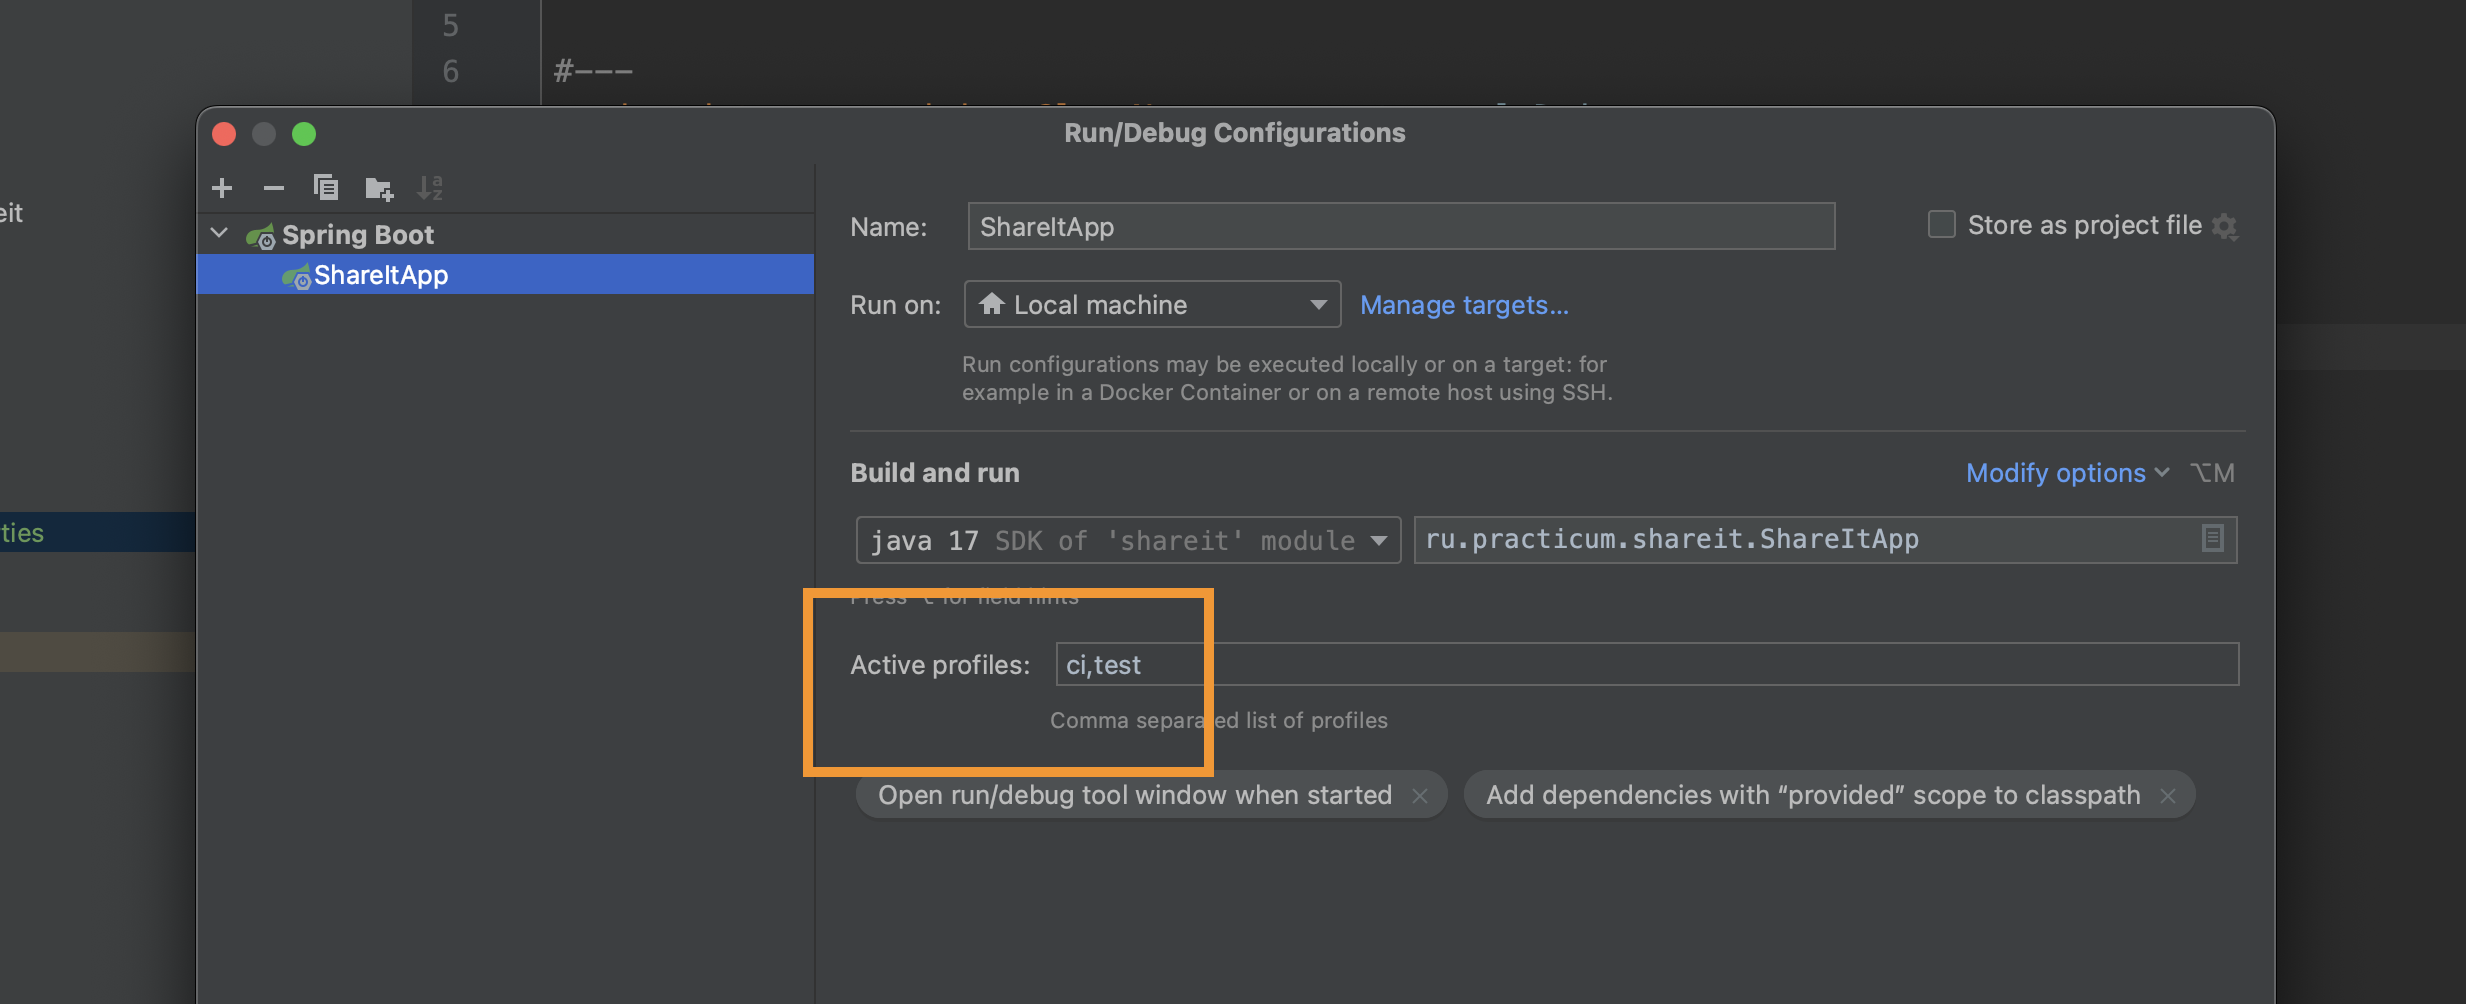 5
6
#---
Run/Debug Configurations
eit
Spring Boot
ShareItApp
Name:
ShareItApp
Store as project file
Run on:
Local machine
Manage targets...
Run configurations may be executed locally or on a target: for
example in a Docker Container or on a remote host using SSH.
Build and run
Modify options
⌥M
java 17 SDK of 'shareit' module
ru.practicum.shareit.ShareItApp
Press ⌥ for field hints
ties
Active profiles:
ci,test
Comma separated list of profiles
Open run/debug tool window when started
Add dependencies with “provided” scope to classpath